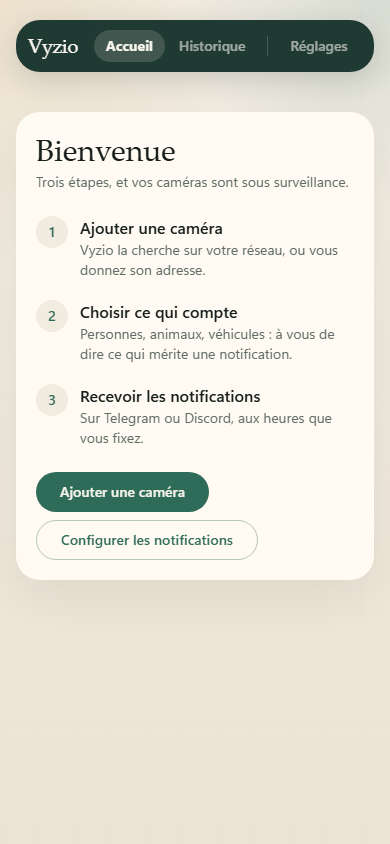 Vyzio Accueil Historique Réglages
Bienvenue
Trois étapes, et vos caméras sont sous surveillance.
1 Ajouter une caméra
Vyzio la cherche sur votre réseau, ou vous
donnez son adresse.
2 Choisir ce qui compte
Personnes, animaux, véhicules : à vous de
dire ce qui mérite une notification.
3 Recevoir les notifications
Sur Telegram ou Discord, aux heures que
vous fixez.
Ajouter une caméra
Configurer les notifications